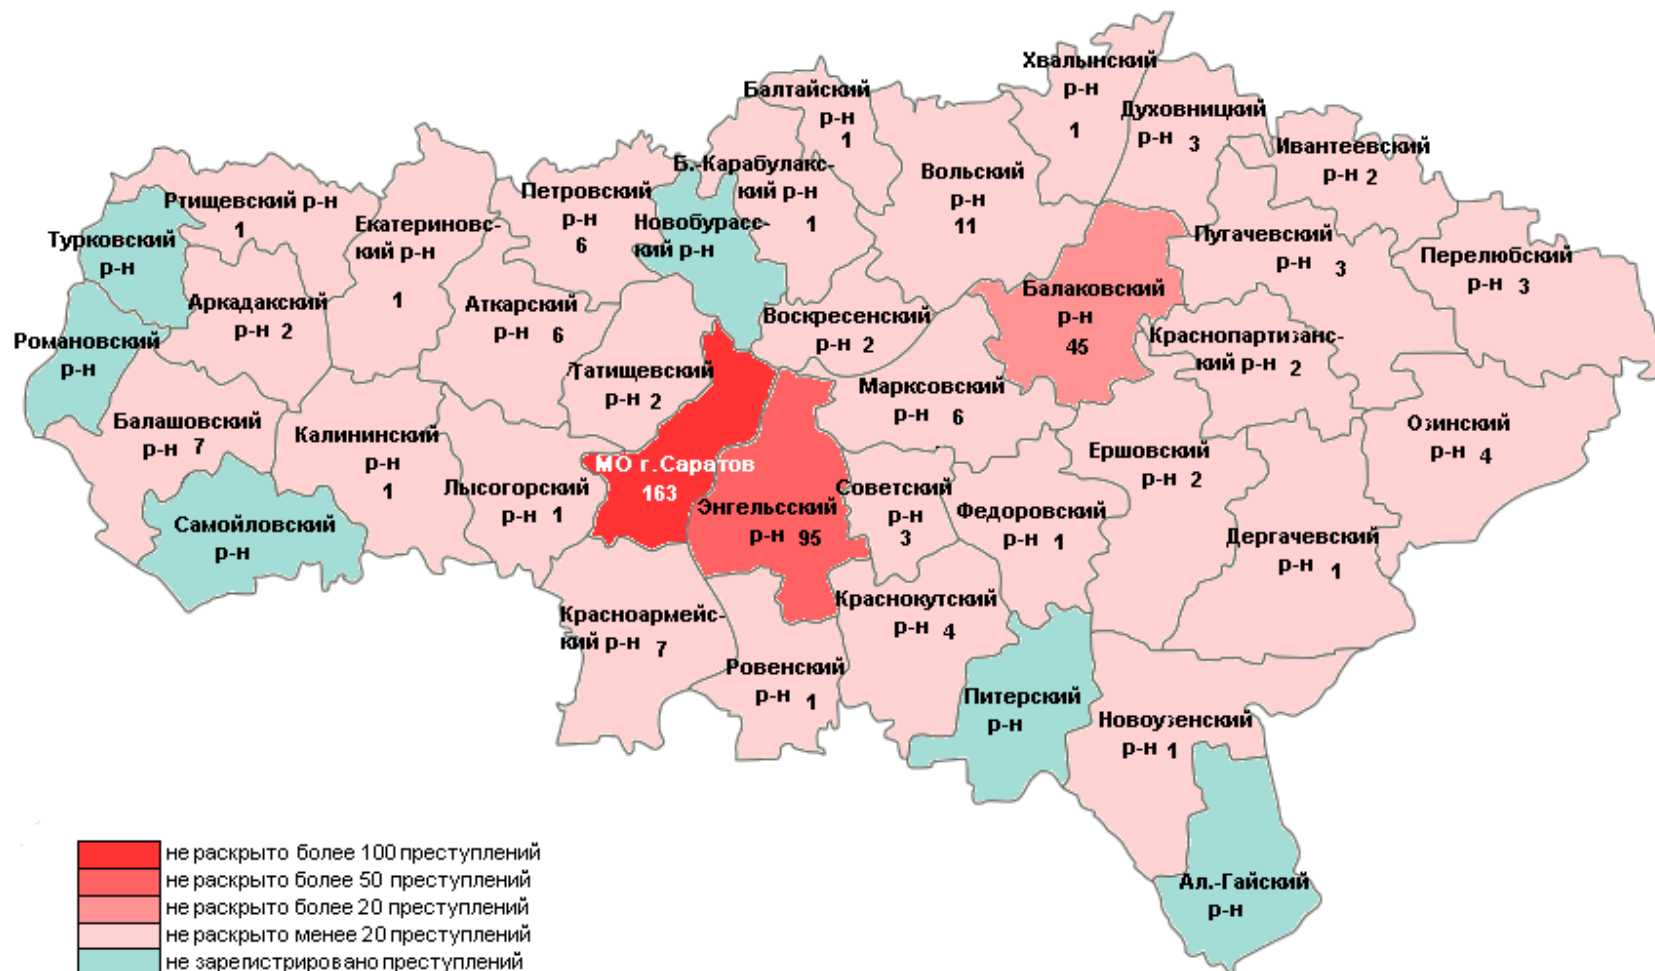 Хвалынский
р-н
1
Балтайский
р-н
1
Духовницкий
р-н 3
Ивантеевский
р-н 2
Б.-Карабулакс-
кий р-н
1
Вольский
р-н
11
Петровский
р-н
6
Ртищевский р-н
1
Екатериновс-
кий р-н
1
Новобурасс-
кий р-н
Турковский
р-н
Пугачевский
р-н 3
Перелюбский
р-н 3
Аркадакский
р-н 2
Аткарский
р-н 6
Воскресенский
р-н 2
Балаковский
р-н
45
Краснопартизанс-
кий р-н 2
Романовский
р-н
Татищевский
р-н 2
Марксовский
р-н 6
Балашовский
р-н 7
Калининский
р-н
1
Озинский
р-н 4
Ершовский
р-н 2
МО г.Саратов
163
Лысогорский
р-н 1
Энгельсский
р-н 95
Советский
р-н
3
Федоровский
р-н 1
Самойловский
р-н
Дергачевский
р-н 1
Красноармейс-
кий р-н 7
Краснокутский
р-н 4
Ровенский
р-н 1
Питерский
р-н
Новоузенский
р-н 1
Ал.-Гайский
р-н
не раскрыто более 100 преступлений
не раскрыто более 50 преступлений
не раскрыто более 20 преступлений
не раскрыто менее 20 преступлений
не зарегистрировано преступлений